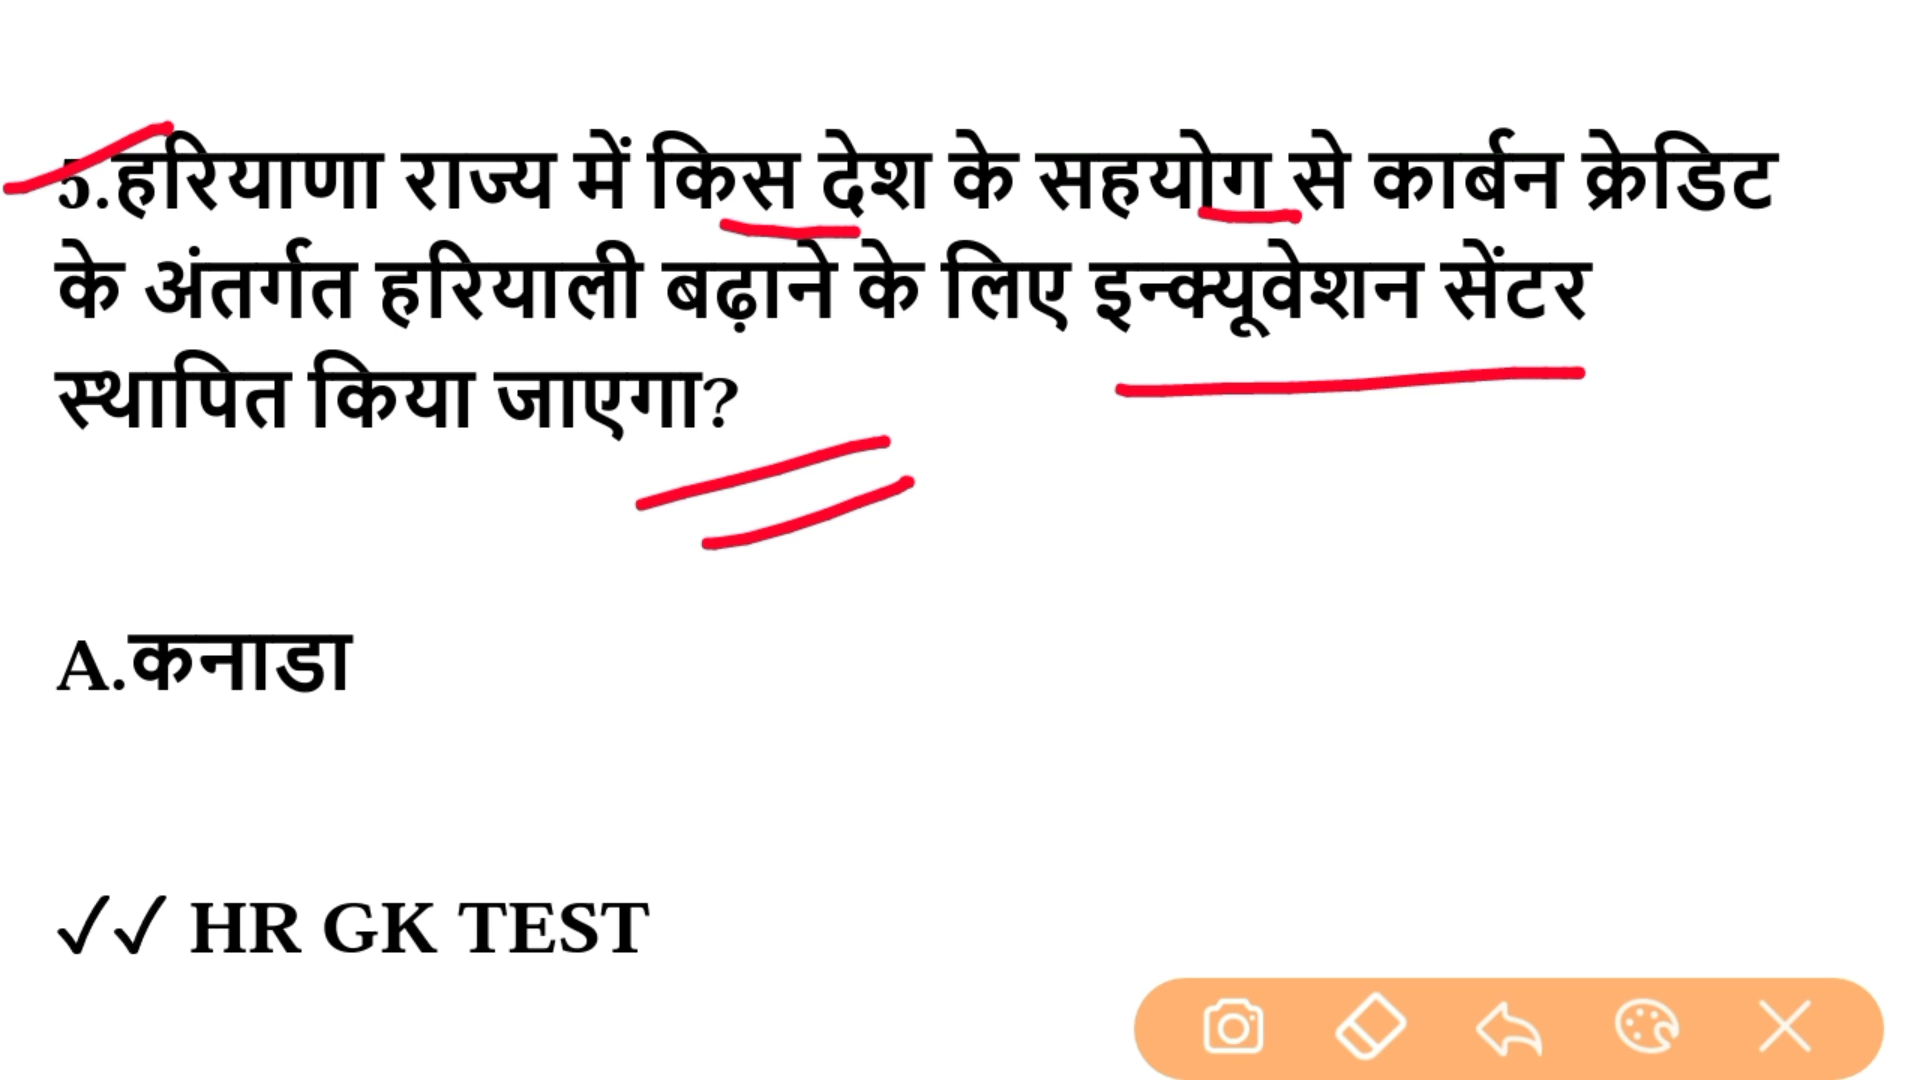 5.हरियाणा राज्य में किस देश के सहयोग से कार्बन क्रेडिट
के अंतर्गत हरियाली बढ़ाने के लिए इन्क्यूवेशन सेंटर
स्थापित किया जाएगा?
A.कनाडा
✓✓ HR GK TEST